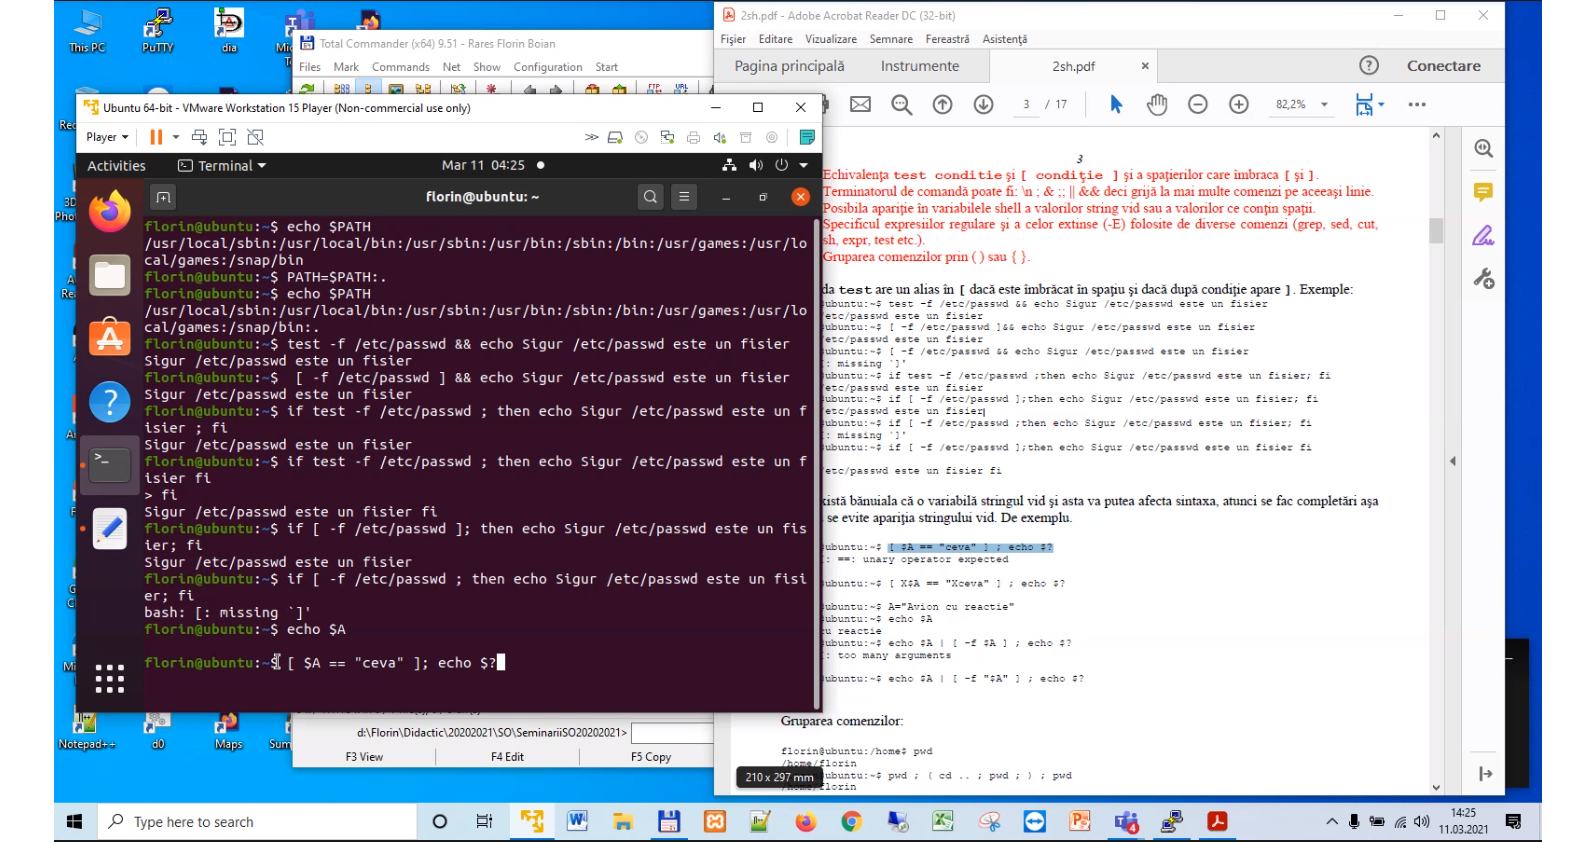 This PC
PuTTY
dia
Total Commander (x64) 9.51 - Rares Florin Boian
Files Mark Commands Net Show Configuration Start
FTP URL
Ubuntu 64-bit - VMware Workstation 15 Player (Non-commercial use only)
Player
Activities Terminal Mar 11 04:25
florin@ubuntu: ~
florin@ubuntu:~$ echo $PATH
/usr/local/sbin:/usr/local/bin:/usr/sbin:/usr/bin:/sbin:/bin:/usr/games:/usr/lo
cal/games:/snap/bin
florin@ubuntu:~$ PATH=$PATH:.
florin@ubuntu:~$ echo $PATH
/usr/local/sbin:/usr/local/bin:/usr/sbin:/usr/bin:/sbin:/bin:/usr/games:/usr/lo
cal/games:/snap/bin:.
florin@ubuntu:~$ test -f /etc/passwd && echo Sigur /etc/passwd este un fisier
Sigur /etc/passwd este un fisier
florin@ubuntu:~$  [ -f /etc/passwd ] && echo Sigur /etc/passwd este un fisier
Sigur /etc/passwd este un fisier
florin@ubuntu:~$ if test -f /etc/passwd ; then echo Sigur /etc/passwd este un f
isier ; fi
Sigur /etc/passwd este un fisier
florin@ubuntu:~$ if test -f /etc/passwd ; then echo Sigur /etc/passwd este un f
isier fi
> fi
Sigur /etc/passwd este un fisier fi
florin@ubuntu:~$ if [ -f /etc/passwd ]; then echo Sigur /etc/passwd este un fis
ier; fi
Sigur /etc/passwd este un fisier
florin@ubuntu:~$ if [ -f /etc/passwd ; then echo Sigur /etc/passwd este un fisi
er; fi
bash: [: missing `]'
florin@ubuntu:~$ echo $A
florin@ubuntu:~$ [ $A == "ceva" ]; echo $?
d:\Florin\Didactic\20202021\SO\SeminariiSO20202021>
F3 View F4 Edit F5 Copy
Notepad++
d0
Maps
Sum
2sh.pdf - Adobe Acrobat Reader DC (32-bit)
Fișier Editare Vizualizare Semnare Fereastră Asistență
Pagina principală Instrumente 2sh.pdf × Conectare
3 / 17 82,2%
3
Echivalența test conditie și [ condiție ] și a spațierilor care îmbraca [ și ].
Terminatorul de comandă poate fi: \n ; & ;; || && deci grijă la mai multe comenzi pe aceeași linie.
Posibila apariție în variabilele shell a valorilor string vid sau a valorilor ce conțin spații.
Specificul expresiilor regulare și a celor extinse (-E) folosite de diverse comenzi (grep, sed, cut,
sh, expr, test etc.).
Gruparea comenzilor prin ( ) sau { }.
da test are un alias în [ dacă este îmbrăcat în spațiu și dacă după condiție apare ]. Exemple:
ubuntu:~$ test -f /etc/passwd && echo Sigur /etc/passwd este un fisier
etc/passwd este un fisier
ubuntu:~$ [ -f /etc/passwd ]&& echo Sigur /etc/passwd este un fisier
etc/passwd este un fisier
ubuntu:~$ [ -f /etc/passwd && echo Sigur /etc/passwd este un fisier
: missing `]'
ubuntu:~$ if test -f /etc/passwd ;then echo Sigur /etc/passwd este un fisier; fi
etc/passwd este un fisier
ubuntu:~$ if [ -f /etc/passwd ];then echo Sigur /etc/passwd este un fisier; fi
etc/passwd este un fisier
ubuntu:~$ if [ -f /etc/passwd ;then echo Sigur /etc/passwd este un fisier; fi
: missing `]'
ubuntu:~$ if [ -f /etc/passwd ];then echo Sigur /etc/passwd este un fisier fi
etc/passwd este un fisier fi
xistă bănuiala că o variabilă stringul vid și asta va putea afecta sintaxa, atunci se fac completări așa
se evite apariția stringului vid. De exemplu.
ubuntu:~$ [ $A == "ceva" ] ; echo $?
: ==: unary operator expected
ubuntu:~$ [ X$A == "Xceva" ] ; echo $?
ubuntu:~$ A="Avion cu reactie"
ubuntu:~$ echo $A
cu reactie
ubuntu:~$ echo $A | [ -f $A ] ; echo $?
: too many arguments
ubuntu:~$ echo $A | [ -f "$A" ] ; echo $?
Gruparea comenzilor:
florin@ubuntu:/home$ pwd
/home/florin
ubuntu:~$ pwd ; ( cd .. ; pwd ; ) ; pwd
/home/florin
210 x 297 mm
Type here to search
14:25
11.03.2021